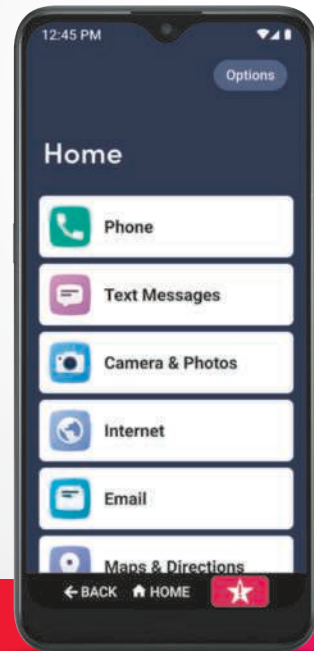 12:45 PM
Options
Home
Phone
Text Messages
Camera & Photos
Internet
Email
Maps & Directions
BACK HOME